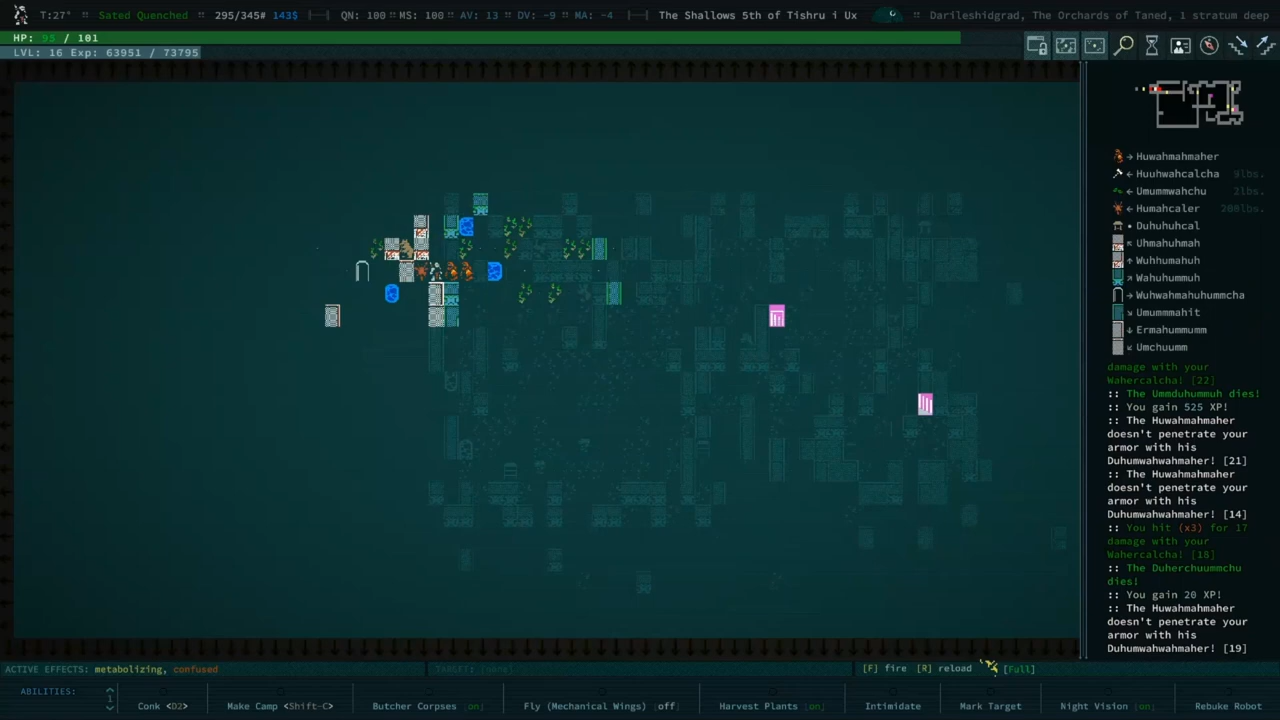 T:27° :: Sated Quenched :: 295/345# 143$ QN: 100 :: MS: 100 :: AV: 13 :: DV: -9 :: MA: -4 The Shallows 5th of Tishru i Ux :: Darileshidgrad, The Orchards of Taned, 1 stratum deep
HP: 95 / 101
LVL: 16 Exp: 63951 / 73795
Huwahmahmaher
Huuhwahcalcha 9lbs.
Umummwahchu 2lbs.
Humahcaler 200lbs.
Duhuhuhcal
Uhmahuhmah
Wuhhumahuh
Wahuhummuh
Wuhwahmahuhummcha
Umummmahit
Ermahummumm
Umchuumm
damage with your
Wahercalcha! [22]
:: The Ummduhummuh dies!
:: You gain 525 XP!
:: The Huwahmahmaher
doesn't penetrate your
armor with his
Duhumwahwahmaher! [21]
:: The Huwahmahmaher
doesn't penetrate your
armor with his
Duhumwahwahmaher! [14]
:: You hit (x3) for 17
damage with your
Wahercalcha! [18]
:: The Duherchuummchu
dies!
:: You gain 20 XP!
:: The Huwahmahmaher
doesn't penetrate your
armor with his
Duhumwahwahmaher! [19]
ACTIVE EFFECTS: metabolizing, confused TARGET: [none] [F] fire [R] reload [Full]
ABILITIES: 1 Conk <D2> Make Camp <Shift-C> Butcher Corpses [on] Fly (Mechanical Wings) [off] Harvest Plants [on] Intimidate Mark Target Night Vision [on] Rebuke Robot